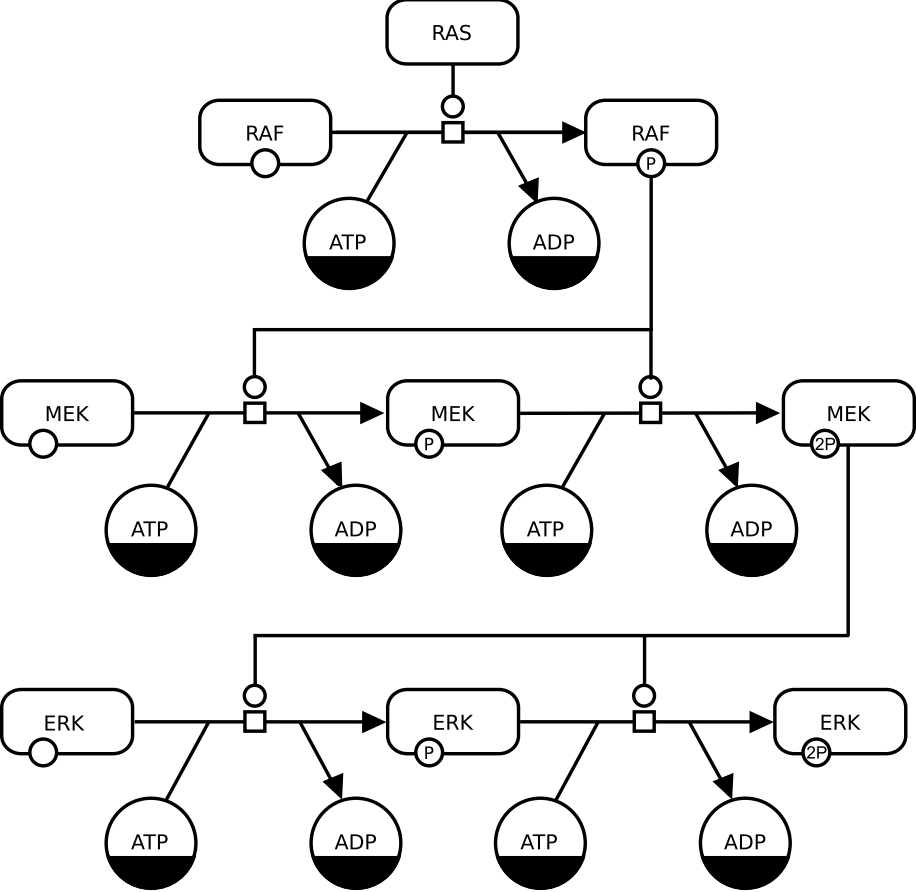 RAS
RAF
RAF
P
ATP
ADP
MEK
MEK
P
MEK
2P
ATP
ADP
ATP
ADP
ERK
ERK
P
ERK
2P
ATP
ADP
ATP
ADP